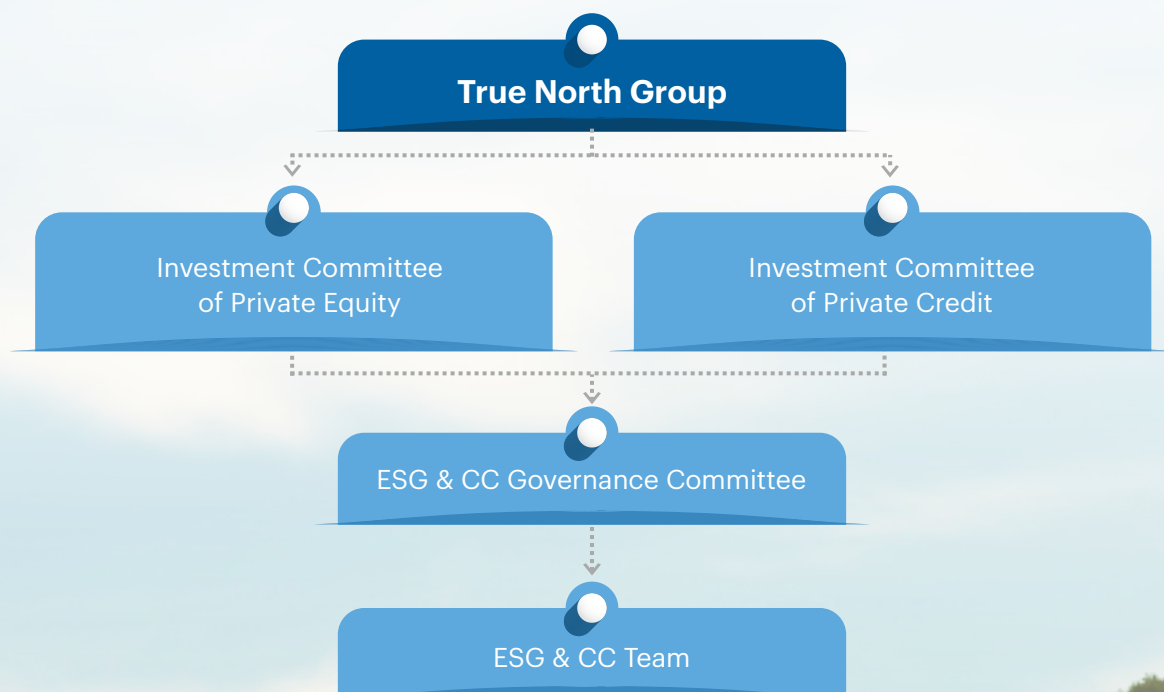 True North Group
Investment Committee
of Private Equity
Investment Committee
of Private Credit
ESG & CC Governance Committee
ESG & CC Team